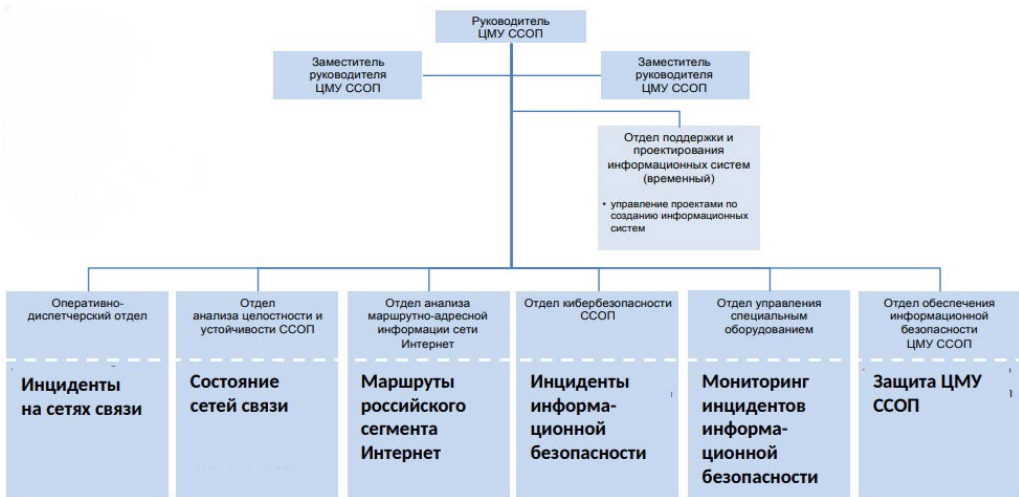 Руководитель
ЦМУ ССОП
Заместитель
руководителя
ЦМУ ССОП
Заместитель
руководителя
ЦМУ ССОП
Отдел поддержки и
проектирования
информационных систем
(временный)
• управление проектами по
созданию информационных
систем
Оперативно-
диспетчерский отдел
Инциденты
на сетях связи
Отдел
анализа целостности и
устойчивости ССОП
Состояние
сетей связи
Отдел анализа
маршрутно-адресной
информации сети
Интернет
Маршруты
российского
сегмента
Интернет
Отдел кибербезопасности
ССОП
Инциденты
информа-
ционной
безопасности
Отдел управления
специальным
оборудованием
Мониторинг
инцидентов
информа-
ционной
безопасности
Отдел обеспечения
информационной
безопасности
ЦМУ ССОП
Защита ЦМУ
ССОП